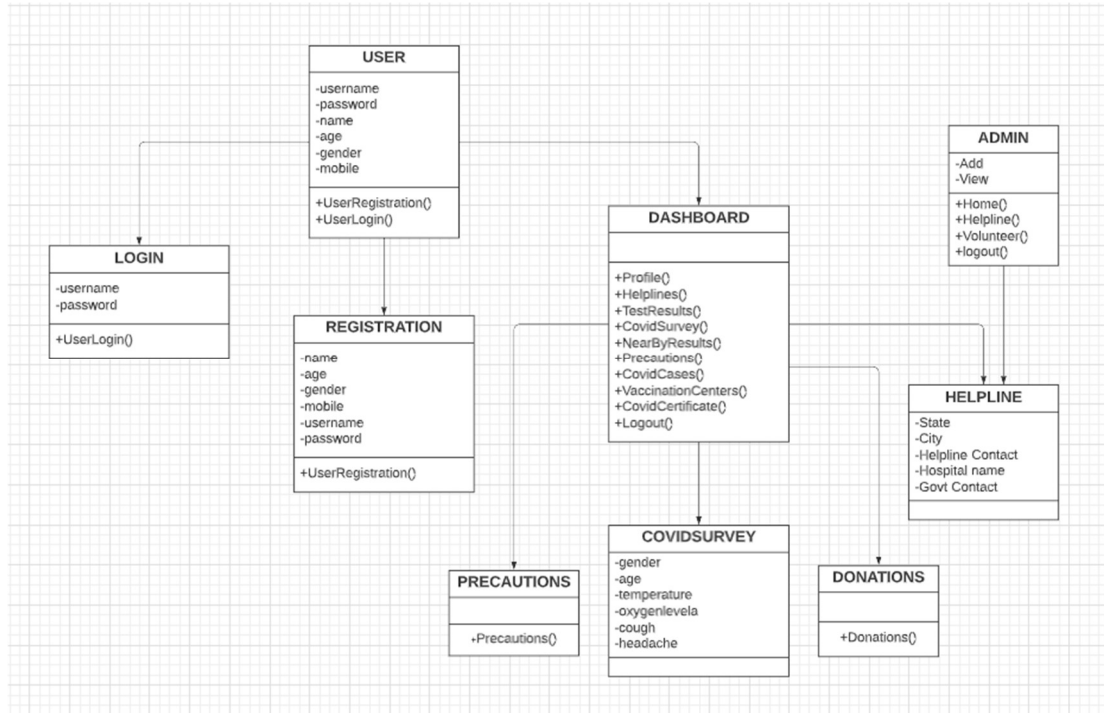 USER
-username
-password
-name
-age
-gender
-mobile
+UserRegistration()
+UserLogin()
ADMIN
-Add
-View
+Home()
+Helpline()
+Volunteer()
+logout()
DASHBOARD
+Profile()
+Helplines()
+TestResults()
+CovidSurvey()
+NearByResults()
+Precautions()
+CovidCases()
+VaccinationCenters()
+CovidCertificate()
+Logout()
LOGIN
-username
-password
+UserLogin()
REGISTRATION
-name
-age
-gender
-mobile
-username
-password
+UserRegistration()
HELPLINE
-State
-City
-Helpline Contact
-Hospital name
-Govt Contact
PRECAUTIONS
+Precautions()
COVIDSURVEY
-gender
-age
-temperature
-oxygenlevela
-cough
-headache
DONATIONS
+Donations()